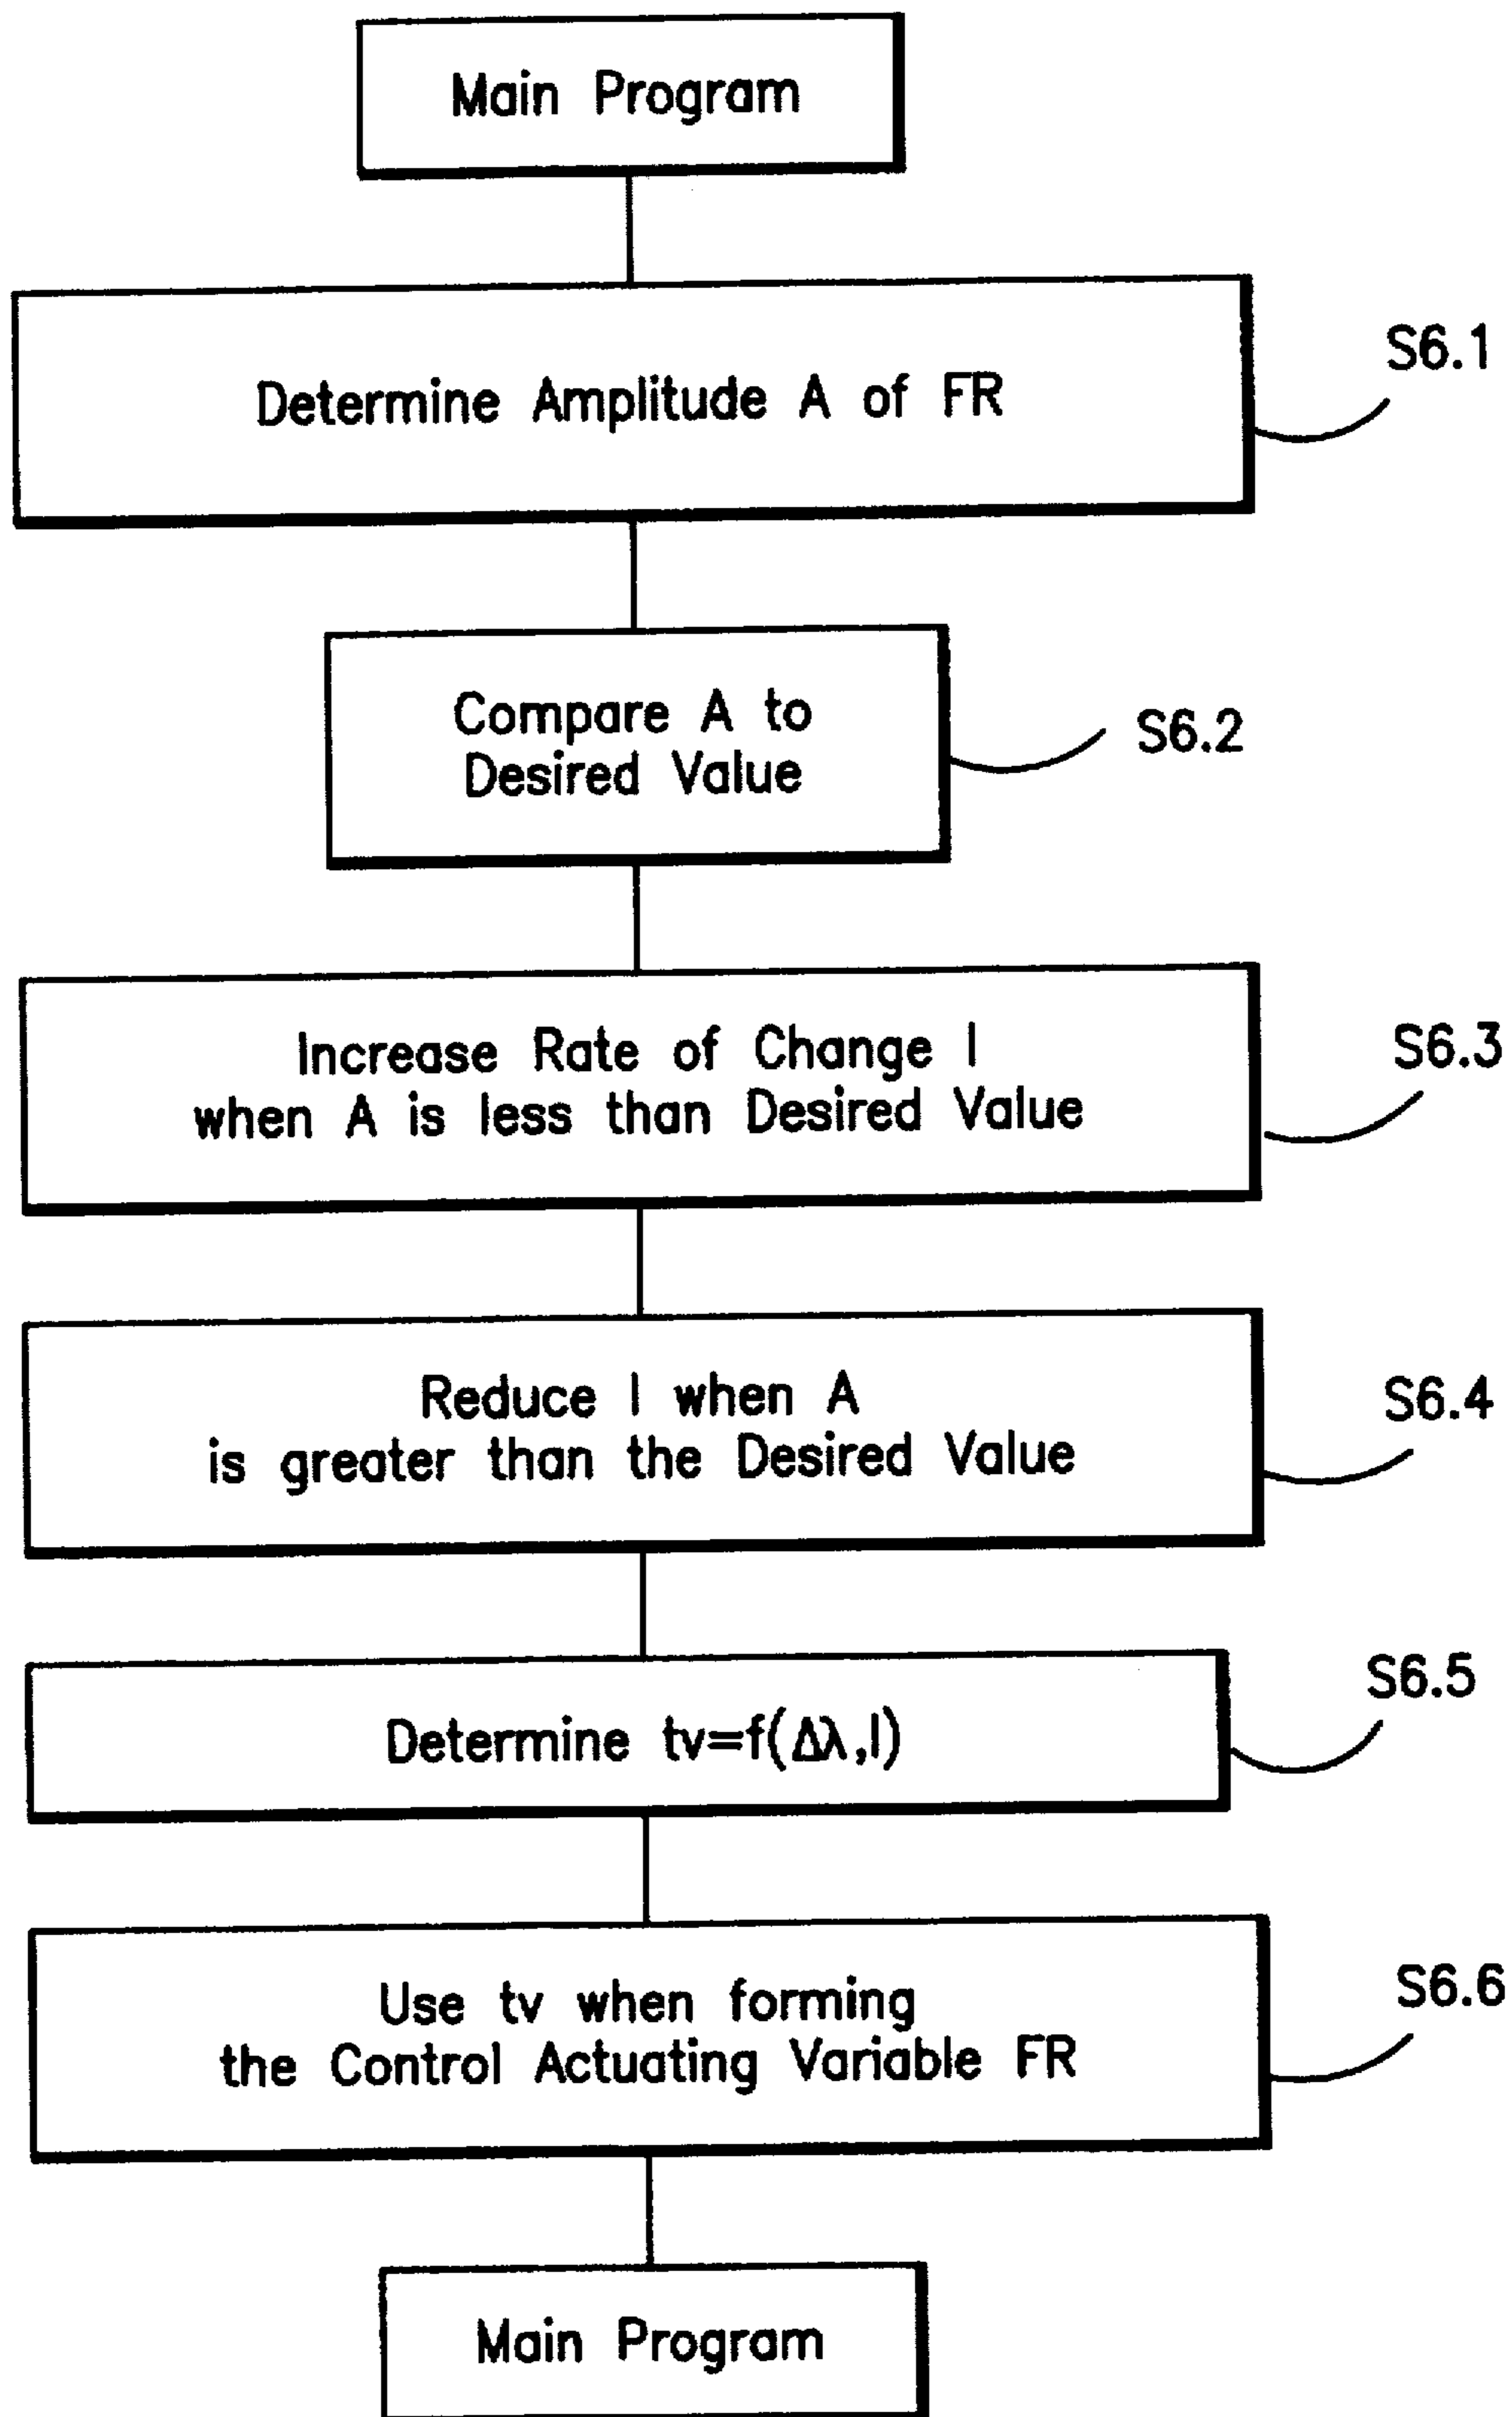 Main Program
Determine Amplitude A of FR
S6.1
Compare A to
Desired Value
S6.2
Increase Rate of Change I
when A is less than Desired Value
S6.3
Reduce I when A
is greater than the Desired Value
S6.4
Determine tv=f(Δλ,I)
S6.5
Use tv when forming
the Control Actuating Variable FR
S6.6
Main Program